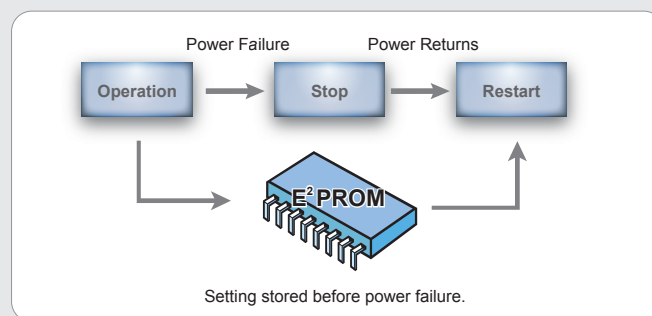 Power Failure
Power Returns
Operation
Stop
Restart
E²PROM
Setting stored before power failure.